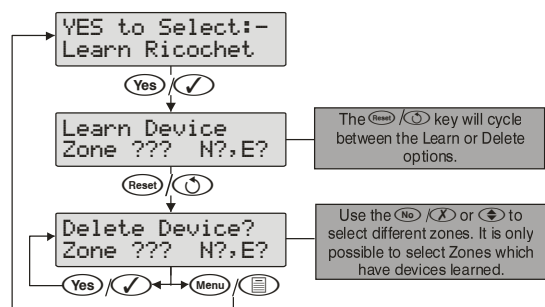 YES to Select:-
Learn Ricochet
Yes /
Learn Device
Zone ??? N?,E?
The Reset / key will cycle
between the Learn or Delete
options.
Reset /
Delete Device?
Zone ??? N?,E?
Use the No / or to
select different zones. It is only
possible to select Zones which
have devices learned.
Yes / Menu /